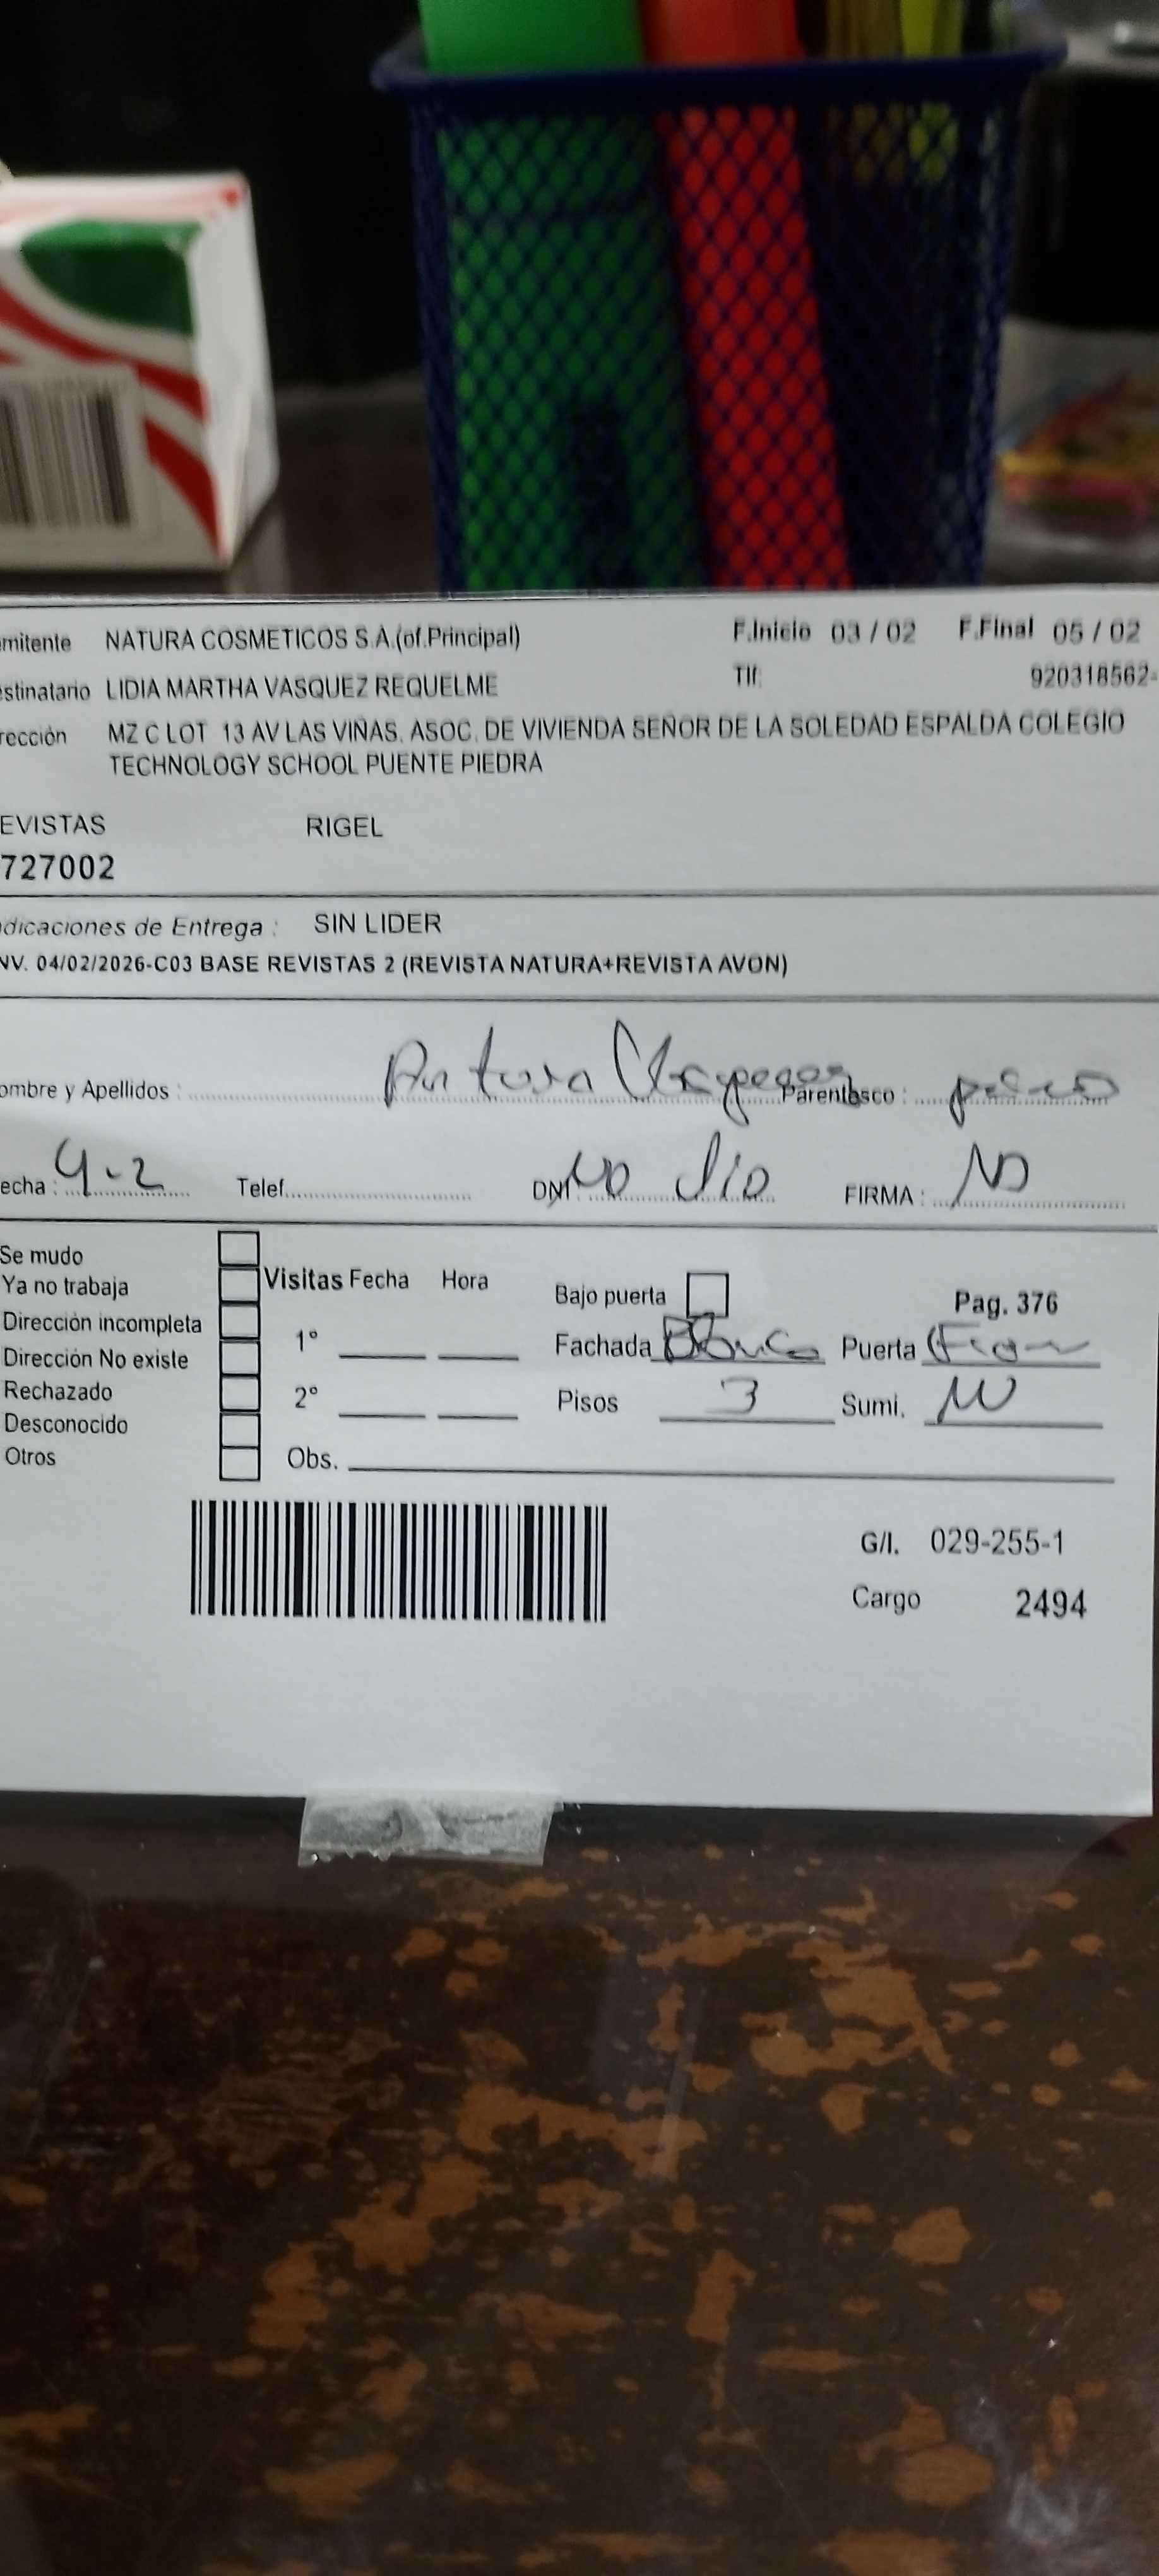 mitente NATURA COSMETICOS S.A.(of.Principal) F.Inicio 03 / 02 F.Final 05 / 02
estinatario LIDIA MARTHA VASQUEZ REQUELME Tlf: 920318562-
rección MZ C LOT 13 AV LAS VIÑAS. ASOC. DE VIVIENDA SEÑOR DE LA SOLEDAD ESPALDA COLEGIO
TECHNOLOGY SCHOOL PUENTE PIEDRA
EVISTAS RIGEL
727002
dicaciones de Entrega : SIN LIDER
NV. 04/02/2026-C03 BASE REVISTAS 2 (REVISTA NATURA+REVISTA AVON)
ombre y Apellidos : Parentesco :
echa : 4-2 Telef. DNI NO dio FIRMA : NO
Se mudo
Ya no trabaja Visitas Fecha Hora Bajo puerta Pag. 376
Dirección incompleta 1° Fachada Puerta
Dirección No existe
Rechazado 2° Pisos 3 Sumi. NO
Desconocido
Otros Obs.
G/I. 029-255-1
Cargo 2494